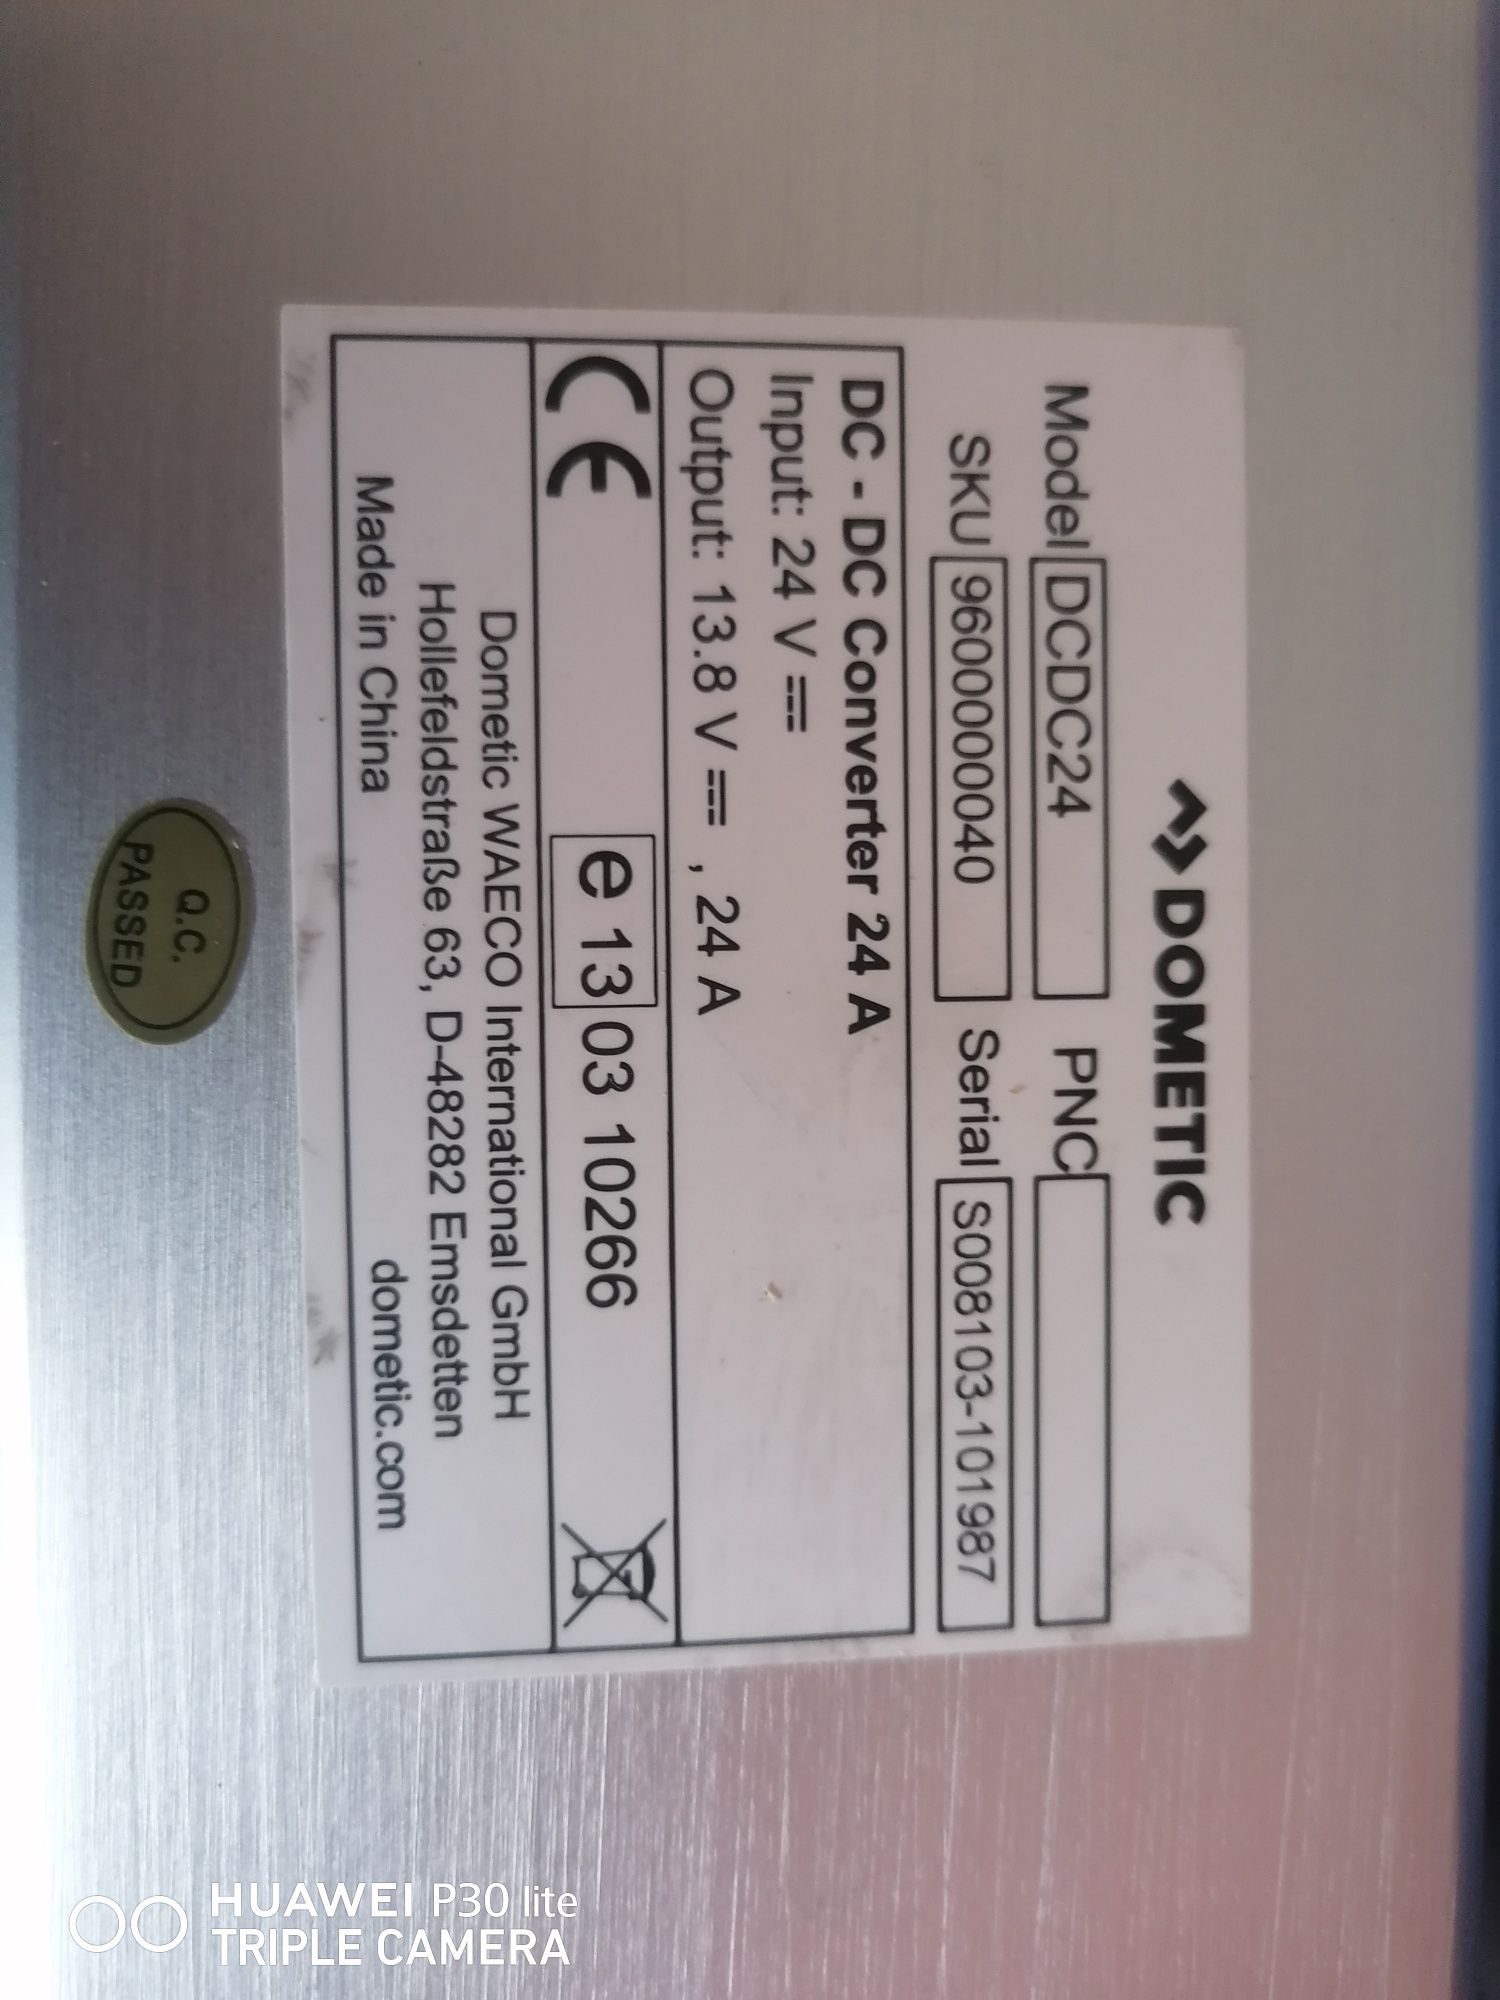 DOMETIC
Model DCDC24 PNC
SKU 9600000040 Serial S008103-101987
DC - DC Converter 24 A
Input: 24 V ⎓
Output: 13.8 V ⎓ , 24 A
CE e 13 03 10266
Dometic WAECO International GmbH
Hollefeldstraße 63, D-48282 Emsdetten
Made in China dometic.com
Q.C.
PASSED
HUAWEI P30 lite
TRIPLE CAMERA